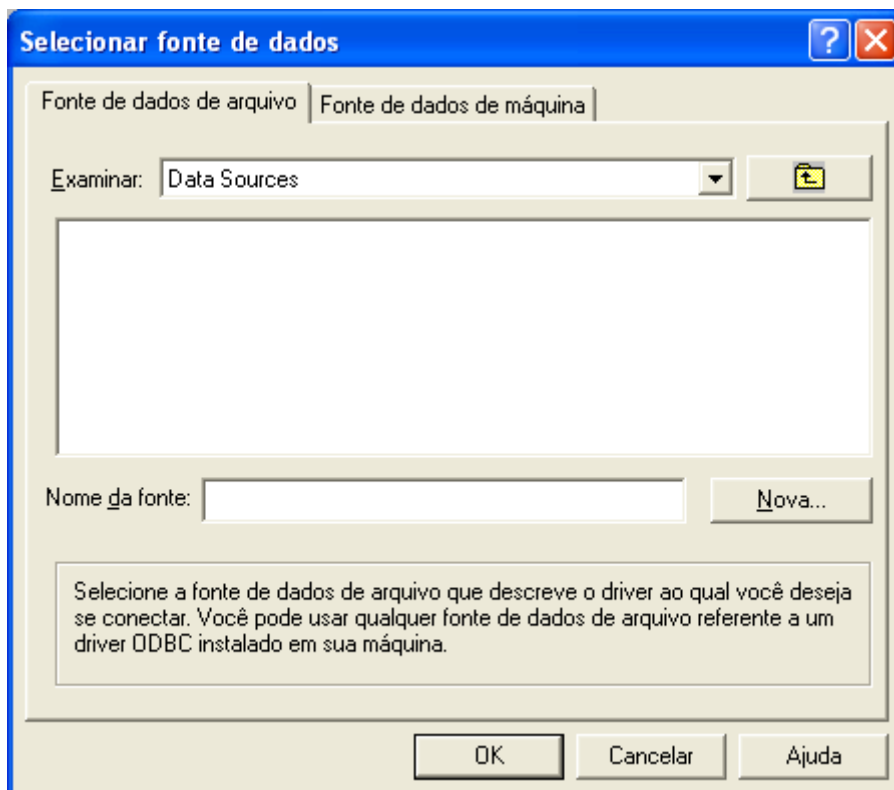 Selecionar fonte de dados
Fonte de dados de arquivo
Fonte de dados de máquina
Examinar:
Data Sources
Nome da fonte:
Nova...
Selecione a fonte de dados de arquivo que descreve o driver ao qual você deseja
se conectar. Você pode usar qualquer fonte de dados de arquivo referente a um
driver ODBC instalado em sua máquina.
OK
Cancelar
Ajuda